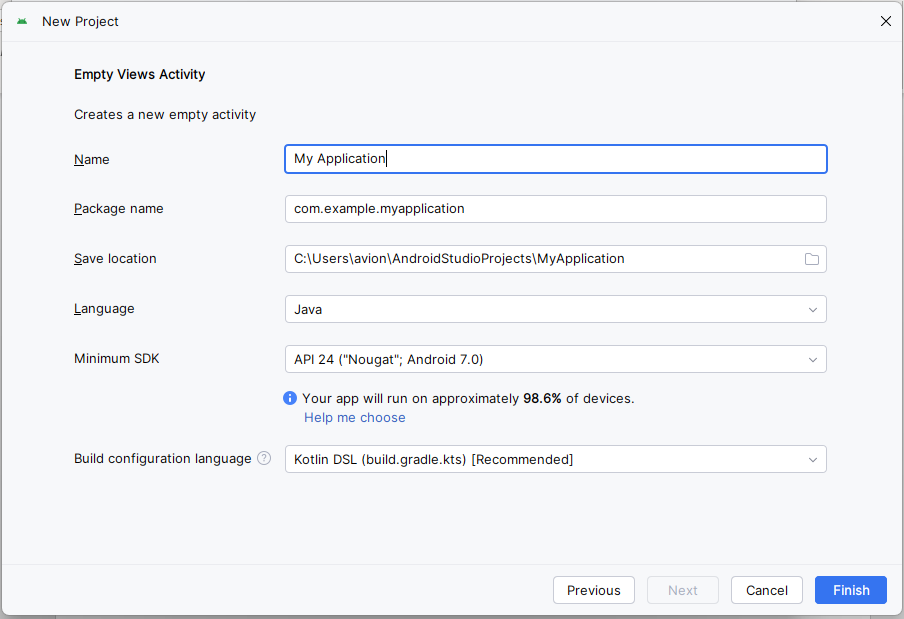 New Project
Empty Views Activity
Creates a new empty activity
Name
My Application
Package name
com.example.myapplication
Save location
C:\Users\avion\AndroidStudioProjects\MyApplication
Language
Java
Minimum SDK
API 24 ("Nougat"; Android 7.0)
Your app will run on approximately 98.6% of devices.
Help me choose
Build configuration language ?
Kotlin DSL (build.gradle.kts) [Recommended]
Previous
Next
Cancel
Finish